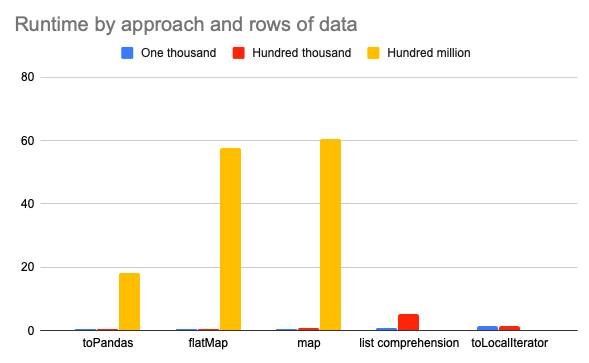 Runtime by approach and rows of data
One thousand Hundred thousand Hundred million
80
60
40
20
0
toPandas flatMap map list comprehension toLocalIterator